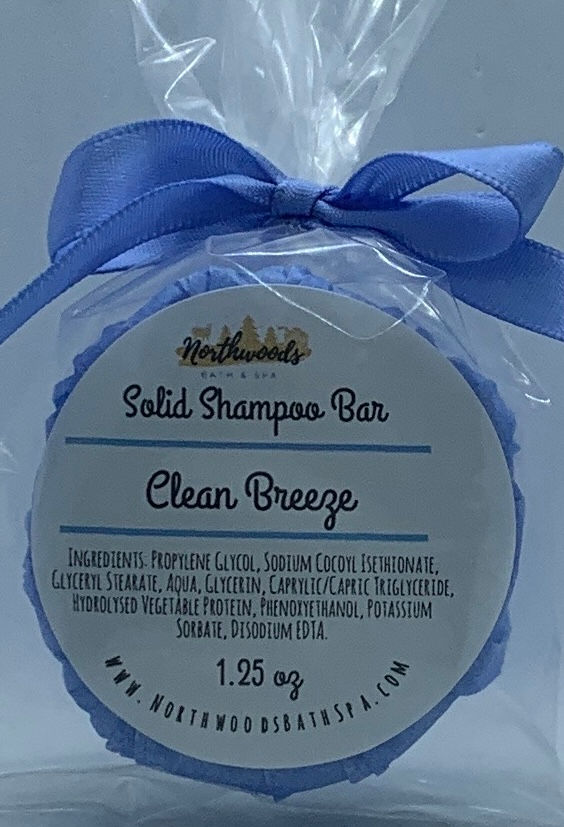 Northwoods
BATH & SPA
Solid Shampoo Bar
Clean Breeze
INGREDIENTS: PROPYLENE GLYCOL, SODIUM COCOYL ISETHIONATE,
GLYCERYL STEARATE, AQUA, GLYCERIN, CAPRYLIC/CAPRIC TRIGLYCERIDE,
HYDROLYSED VEGETABLE PROTEIN, PHENOXYETHANOL, POTASSIUM
SORBATE, DISODIUM EDTA.
1.25 oz
WWW.NORTHWOODSBATHSPA.COM